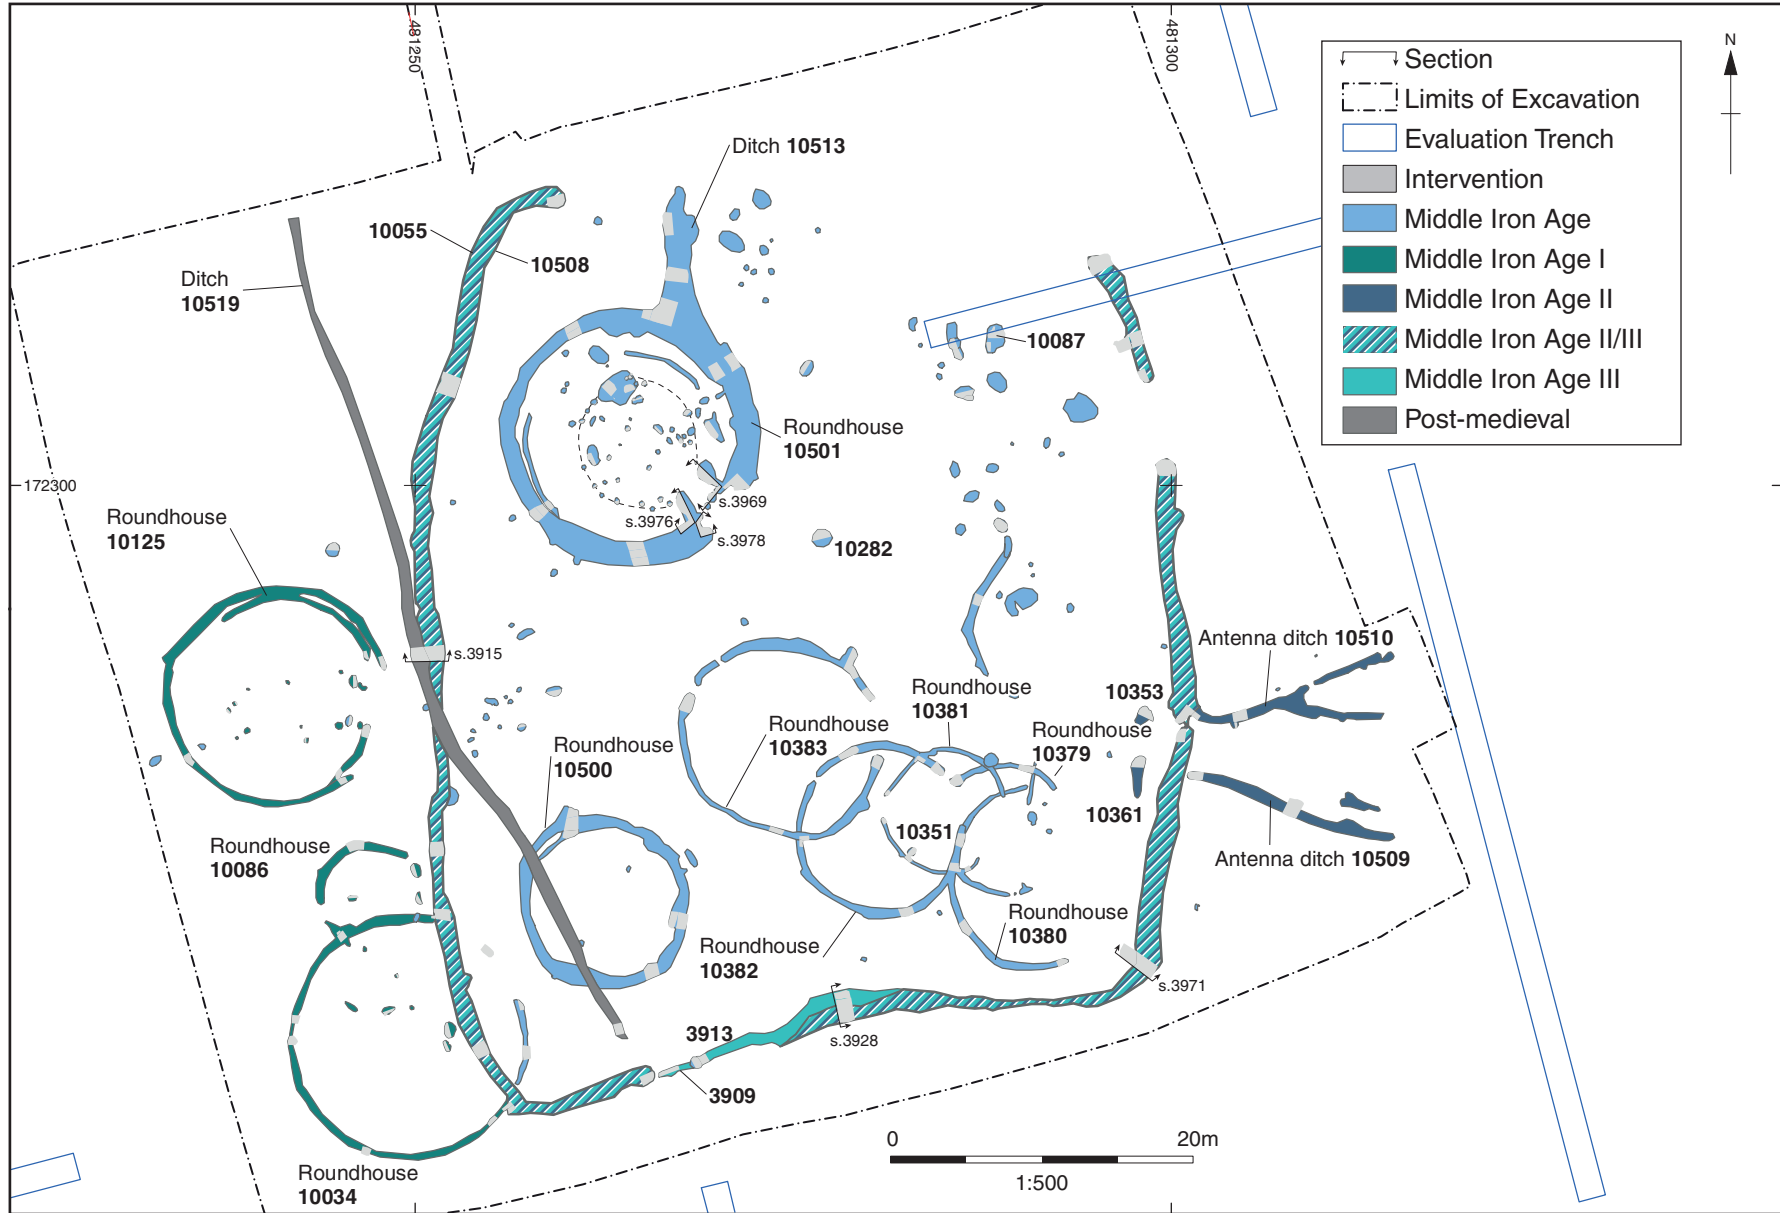 481250
481300
N
Section
Limits of Excavation
Evaluation Trench
Intervention
Middle Iron Age
Middle Iron Age I
Middle Iron Age II
Middle Iron Age II/III
Middle Iron Age III
Post-medieval
Ditch 10513
10055
10508
Ditch
10519
10087
Roundhouse
10501
172300
s.3969
s.3976
s.3978
10282
Roundhouse
10125
s.3915
Antenna ditch 10510
10353
Roundhouse
10381
Roundhouse
10383
Roundhouse
10379
Roundhouse
10500
10361
10351
Roundhouse
10086
Antenna ditch 10509
Roundhouse
10380
Roundhouse
10382
s.3971
3913
s.3928
3909
0
20m
1:500
Roundhouse
10034